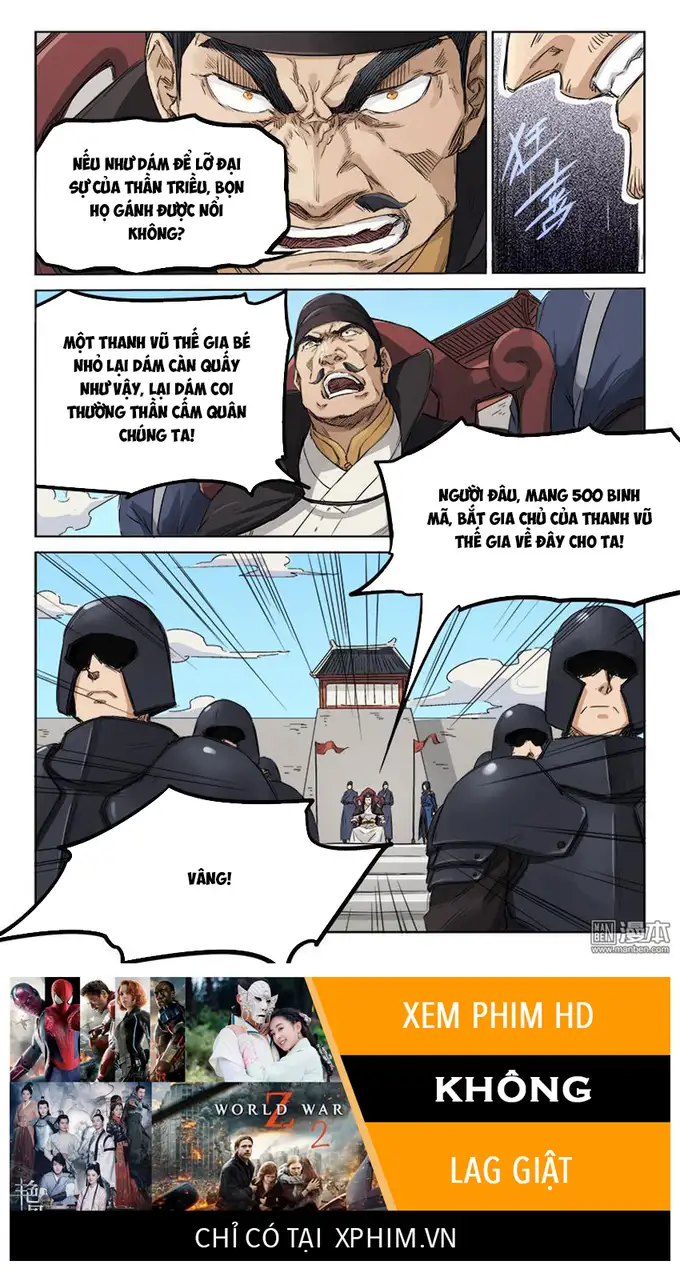 NẾU NHƯ DÁM ĐỂ LỠ ĐẠI
SỰ CỦA THẦN TRIỀU, BỌN
HỌ GÁNH ĐƯỢC NỔI
KHÔNG?
狂
喜
MỘT THANH VŨ THẾ GIA BÉ
NHỎ LẠI DÁM CÀN QUẤY
NHƯ VẬY, LẠI DÁM COI
THƯỜNG THẦN CẤM QUÂN
CHÚNG TA!
NGƯỜI ĐÂU, MANG 500 BINH
MÃ, BẮT GIA CHỦ CỦA THANH VŨ
THẾ GIA VỀ ĐÂY CHO TA!
VÂNG!
MAN
BEN 漫本
www.manben.com
XEM PHIM HD
KHÔNG
LAG GIẬT
WORLD WAR
Z
2
CHỈ CÓ TẠI XPHIM.VN